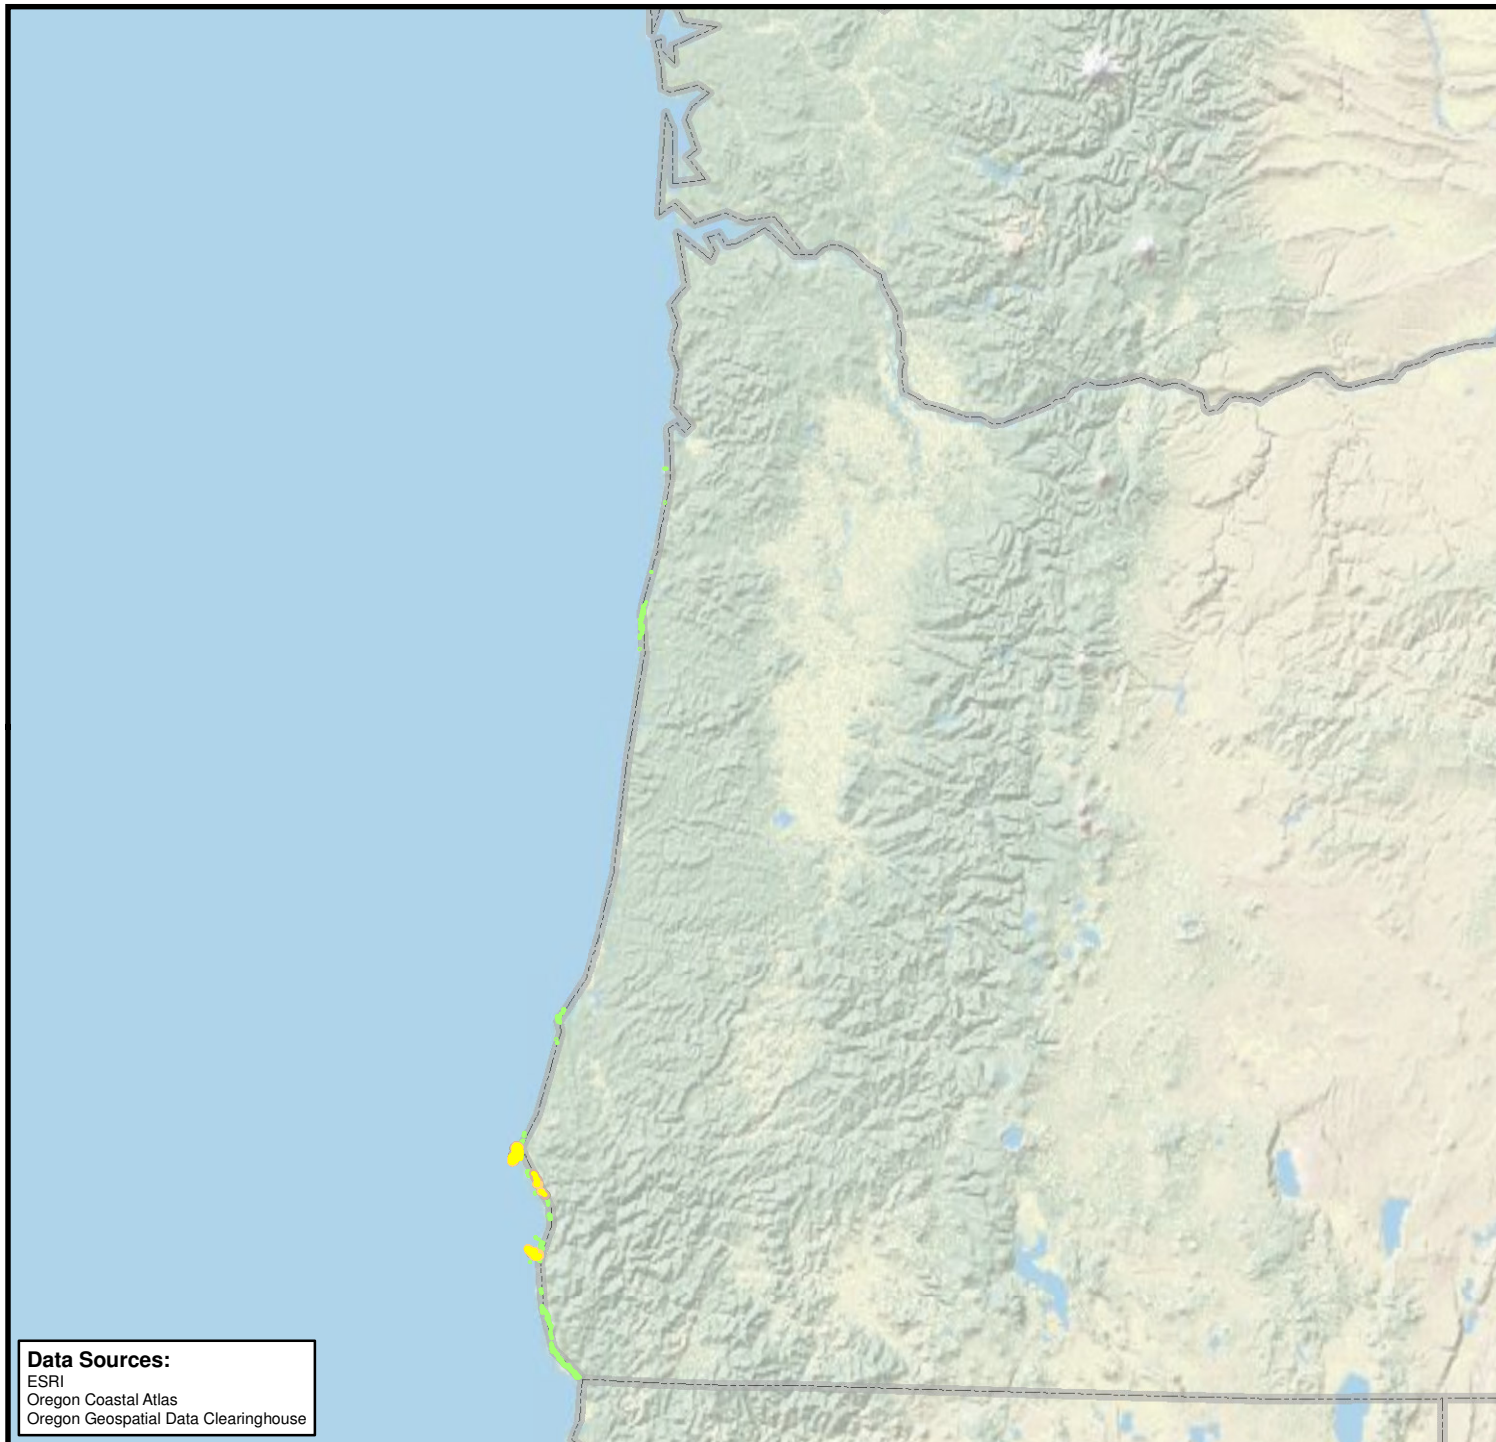 Data Sources:
ESRI
Oregon Coastal Atlas
Oregon Geospatial Data Clearinghouse